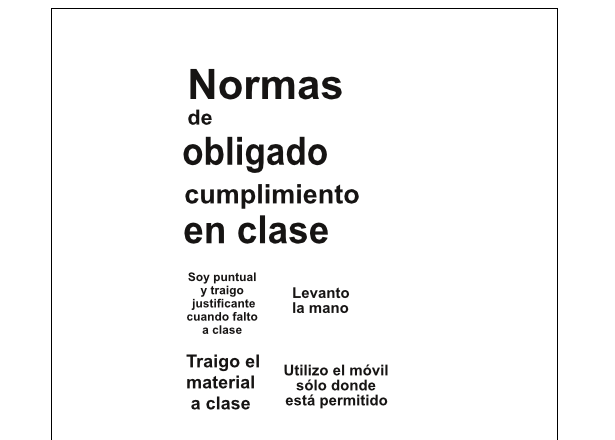 Normas
de
obligado
cumplimiento
en clase
Soy puntual
y traigo
justificante
cuando falto
a clase
Levanto
la mano
Traigo el
material
a clase
Utilizo el móvil
sólo donde
está permitido